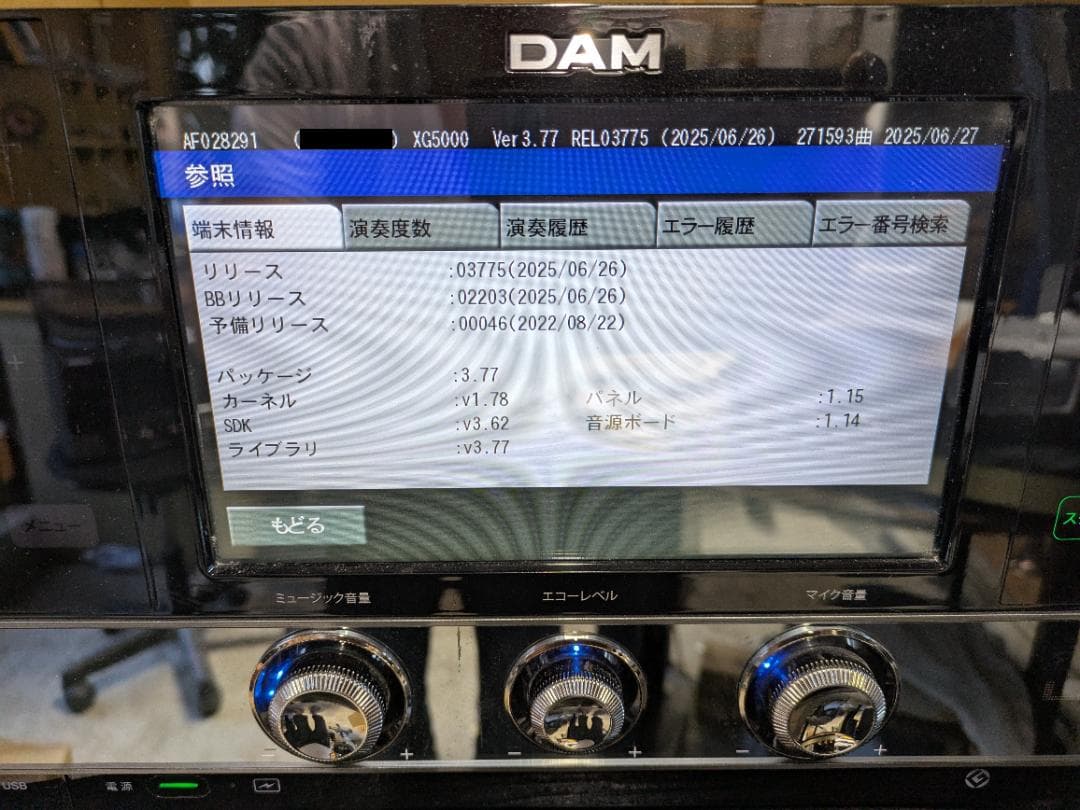 DAM
AF028291 ( ) XG5000 Ver3.77 REL03775 (2025/06/26) 271593曲 2025/06/27
参照
端末情報 演奏度数 演奏履歴 エラー履歴 エラー番号検索
リリース :03775(2025/06/26)
BBリリース :02203(2025/06/26)
予備リリース :00046(2022/08/22)
パッケージ :3.77
カーネル :v1.78 パネル :1.15
SDK :v3.62 音源ボード :1.14
ライブラリ :v3.77
もどる
メニュー
ミュージック音量 エコーレベル マイク音量
− + − + − +
USB 電源